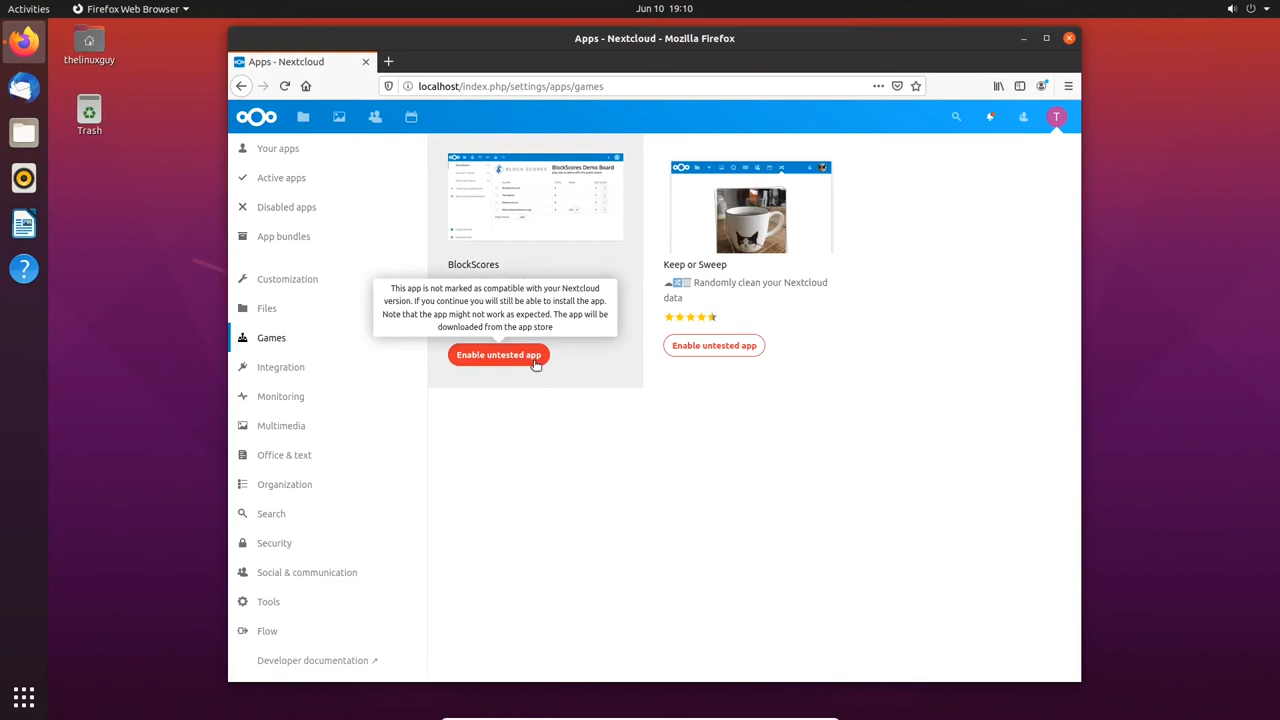 Activities
Firefox Web Browser
Jun 10 19:10
thelinuxguy
Trash
Apps - Nextcloud - Mozilla Firefox
Apps - Nextcloud
localhost/index.php/settings/apps/games
T
Your apps
Active apps
Disabled apps
App bundles
Customization
Files
Games
Integration
Monitoring
Multimedia
Office & text
Organization
Search
Security
Social & communication
Tools
Flow
Developer documentation ↗
BLOCK SCORES
BlockScores Demo Board
BlockScores
This app is not marked as compatible with your Nextcloud
version. If you continue you will still be able to install the app.
Note that the app might not work as expected. The app will be
downloaded from the app store
Enable untested app
Keep or Sweep
Randomly clean your Nextcloud
data
Enable untested app